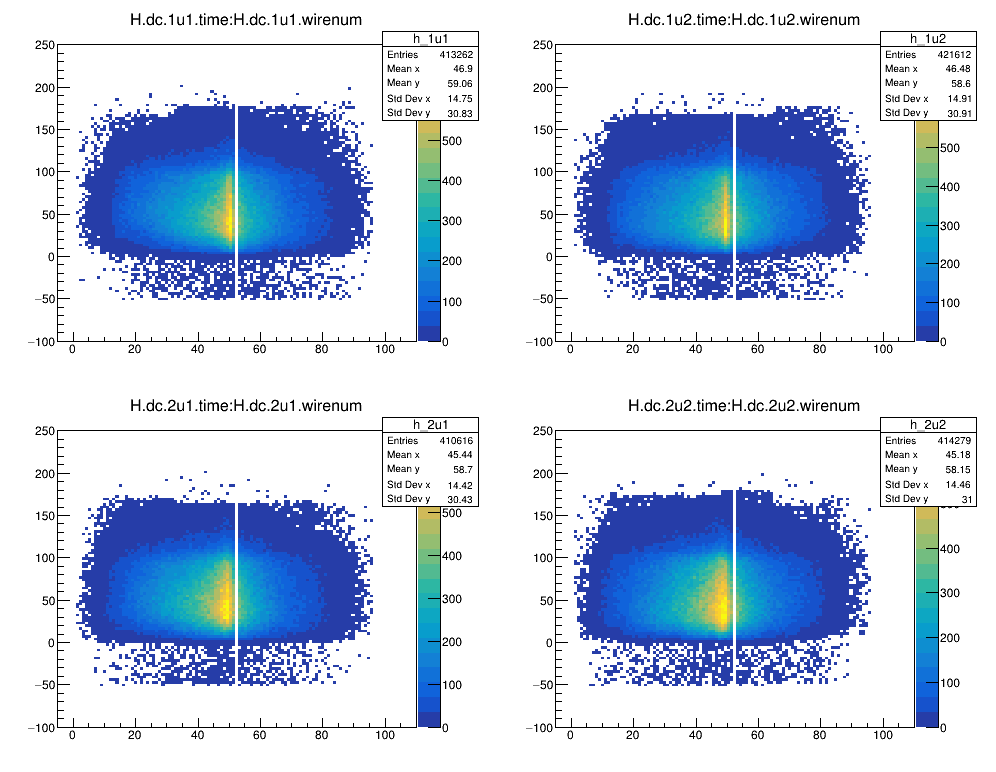 H.dc.1u1.time:H.dc.1u1.wirenum
h_1u1
Entries 413262
Mean x 46.9
Mean y 59.06
Std Dev x 14.75
Std Dev y 30.83
250
200
150
100
50
0
−50
−100
0 20 40 60 80 100
500
400
300
200
100
0
H.dc.1u2.time:H.dc.1u2.wirenum
h_1u2
Entries 421612
Mean x 46.48
Mean y 58.6
Std Dev x 14.91
Std Dev y 30.91
250
200
150
100
50
0
−50
−100
0 20 40 60 80 100
500
400
300
200
100
0
H.dc.2u1.time:H.dc.2u1.wirenum
h_2u1
Entries 410616
Mean x 45.44
Mean y 58.7
Std Dev x 14.42
Std Dev y 30.43
250
200
150
100
50
0
−50
−100
0 20 40 60 80 100
500
400
300
200
100
0
H.dc.2u2.time:H.dc.2u2.wirenum
h_2u2
Entries 414279
Mean x 45.18
Mean y 58.15
Std Dev x 14.46
Std Dev y 31
250
200
150
100
50
0
−50
−100
0 20 40 60 80 100
400
300
200
100
0